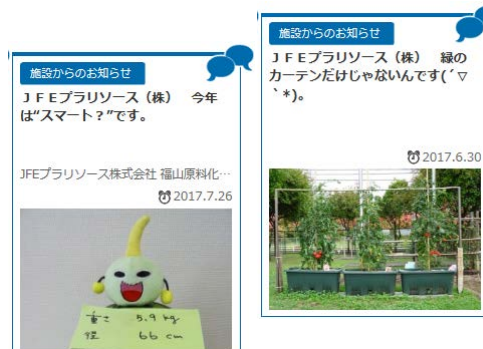 施設からのお知らせ
JFEプラリソース（株）　今年
は“スマート？”です。
JFEプラリソース株式会社 福山原料化…
2017.7.26
重さ 5.9 kg
径 66 cm
施設からのお知らせ
JFEプラリソース（株）　緑の
カーテンだけじゃないんです(´▽
｀*)。
2017.6.30